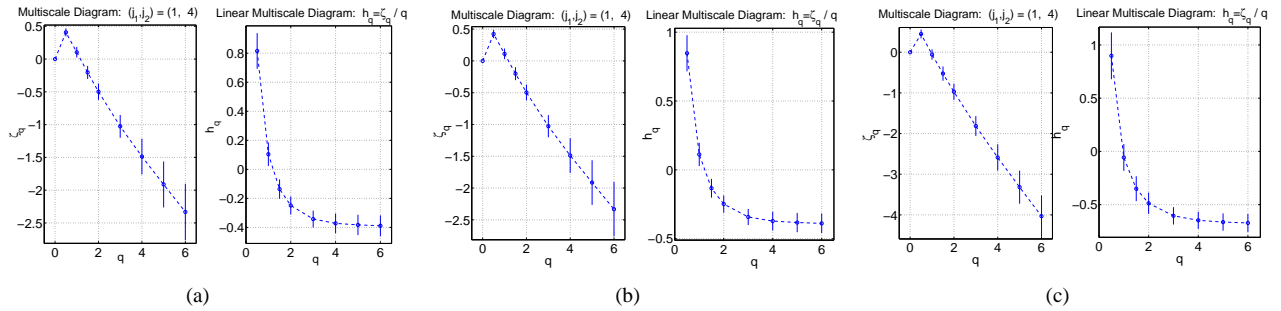 Multiscale Diagram: (j1,j2) = (1, 4)
ζq
0.5
0
−0.5
−1
−1.5
−2
−2.5
0 2 4 6
q
Linear Multiscale Diagram: hq=ζq / q
hq
0.8
0.6
0.4
0.2
0
−0.2
−0.4
0 2 4 6
q
(a)
Multiscale Diagram: (j1,j2) = (1, 4)
ζq
0.5
0
−0.5
−1
−1.5
−2
−2.5
0 2 4 6
q
Linear Multiscale Diagram: hq=ζq / q
hq
1
0.5
0
−0.5
0 2 4 6
q
(b)
Multiscale Diagram: (j1,j2) = (1, 4)
ζq
0
−1
−2
−3
−4
0 2 4 6
q
Linear Multiscale Diagram: hq=ζq / q
hq
1
0.5
0
−0.5
0 2 4 6
q
(c)